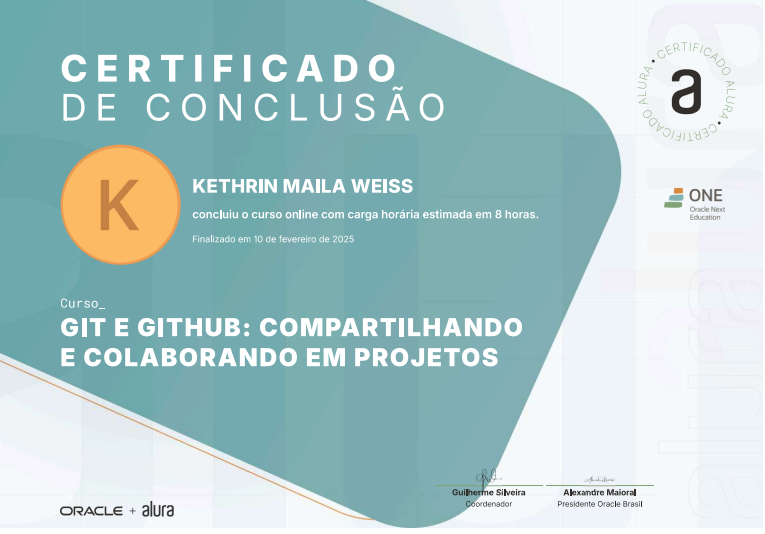 CERTIFICADO
DE CONCLUSÃO
CERTIFICADO ALURA
CERTIFICADO ALURA
a
K
KETHRIN MAILA WEISS
concluiu o curso online com carga horária estimada em 8 horas.
Finalizado em 10 de fevereiro de 2025
ONE
Oracle Next
Education
Curso_
GIT E GITHUB: COMPARTILHANDO
E COLABORANDO EM PROJETOS
Guilherme Silveira
Coordenador
Alexandre Maioral
Presidente Oracle Brasil
ORACLE + alura
alura